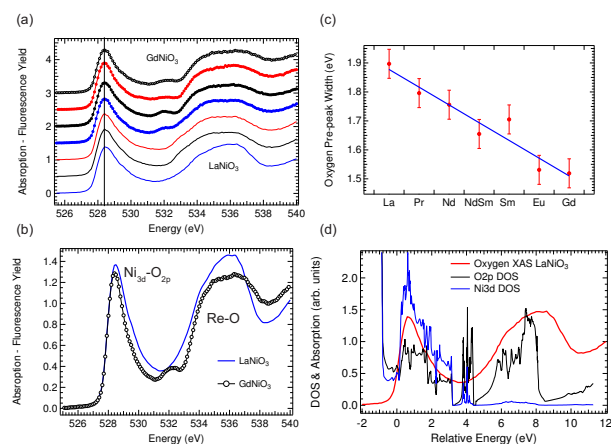 (a)
Absroption - Fluorescence Yield
4
3
2
1
0
GdNiO3
LaNiO3
526 528 530 532 534 536 538 540
Energy (eV)
(c)
Oxygen Pre-peak Width (eV)
1.9
1.8
1.7
1.6
1.5
La Pr Nd NdSm Sm Eu Gd
(b)
Absroption - Fluorescence Yield
1.4
1.2
1.0
0.8
0.6
0.4
0.2
0.0
Ni3d-O2p
Re-O
LaNiO3
GdNiO3
526 528 530 532 534 536 538 540
Energy (eV)
(d)
DOS & Absorption (arb. units)
2.5
2.0
1.5
1.0
0.5
0.0
Oxygen XAS LaNiO3
O2p DOS
Ni3d DOS
-2 0 2 4 6 8 10 12
Relative Energy (eV)